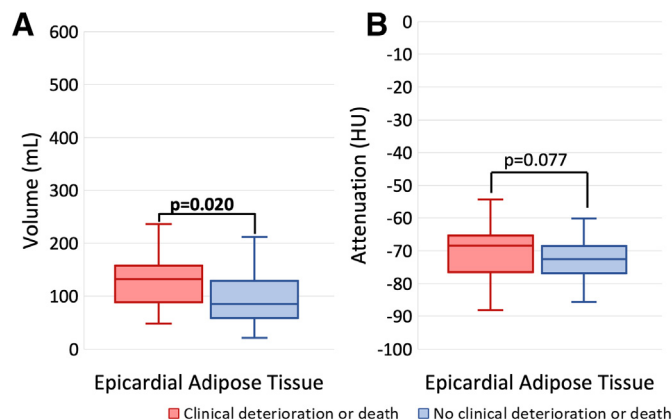 A
B
600
500
400
300
200
100
0
Volume (mL)
p=0.020
Epicardial Adipose Tissue
0
-10
-20
-30
-40
-50
-60
-70
-80
-90
-100
Attenuation (HU)
p=0.077
Epicardial Adipose Tissue
Clinical deterioration or death
No clinical deterioration or death